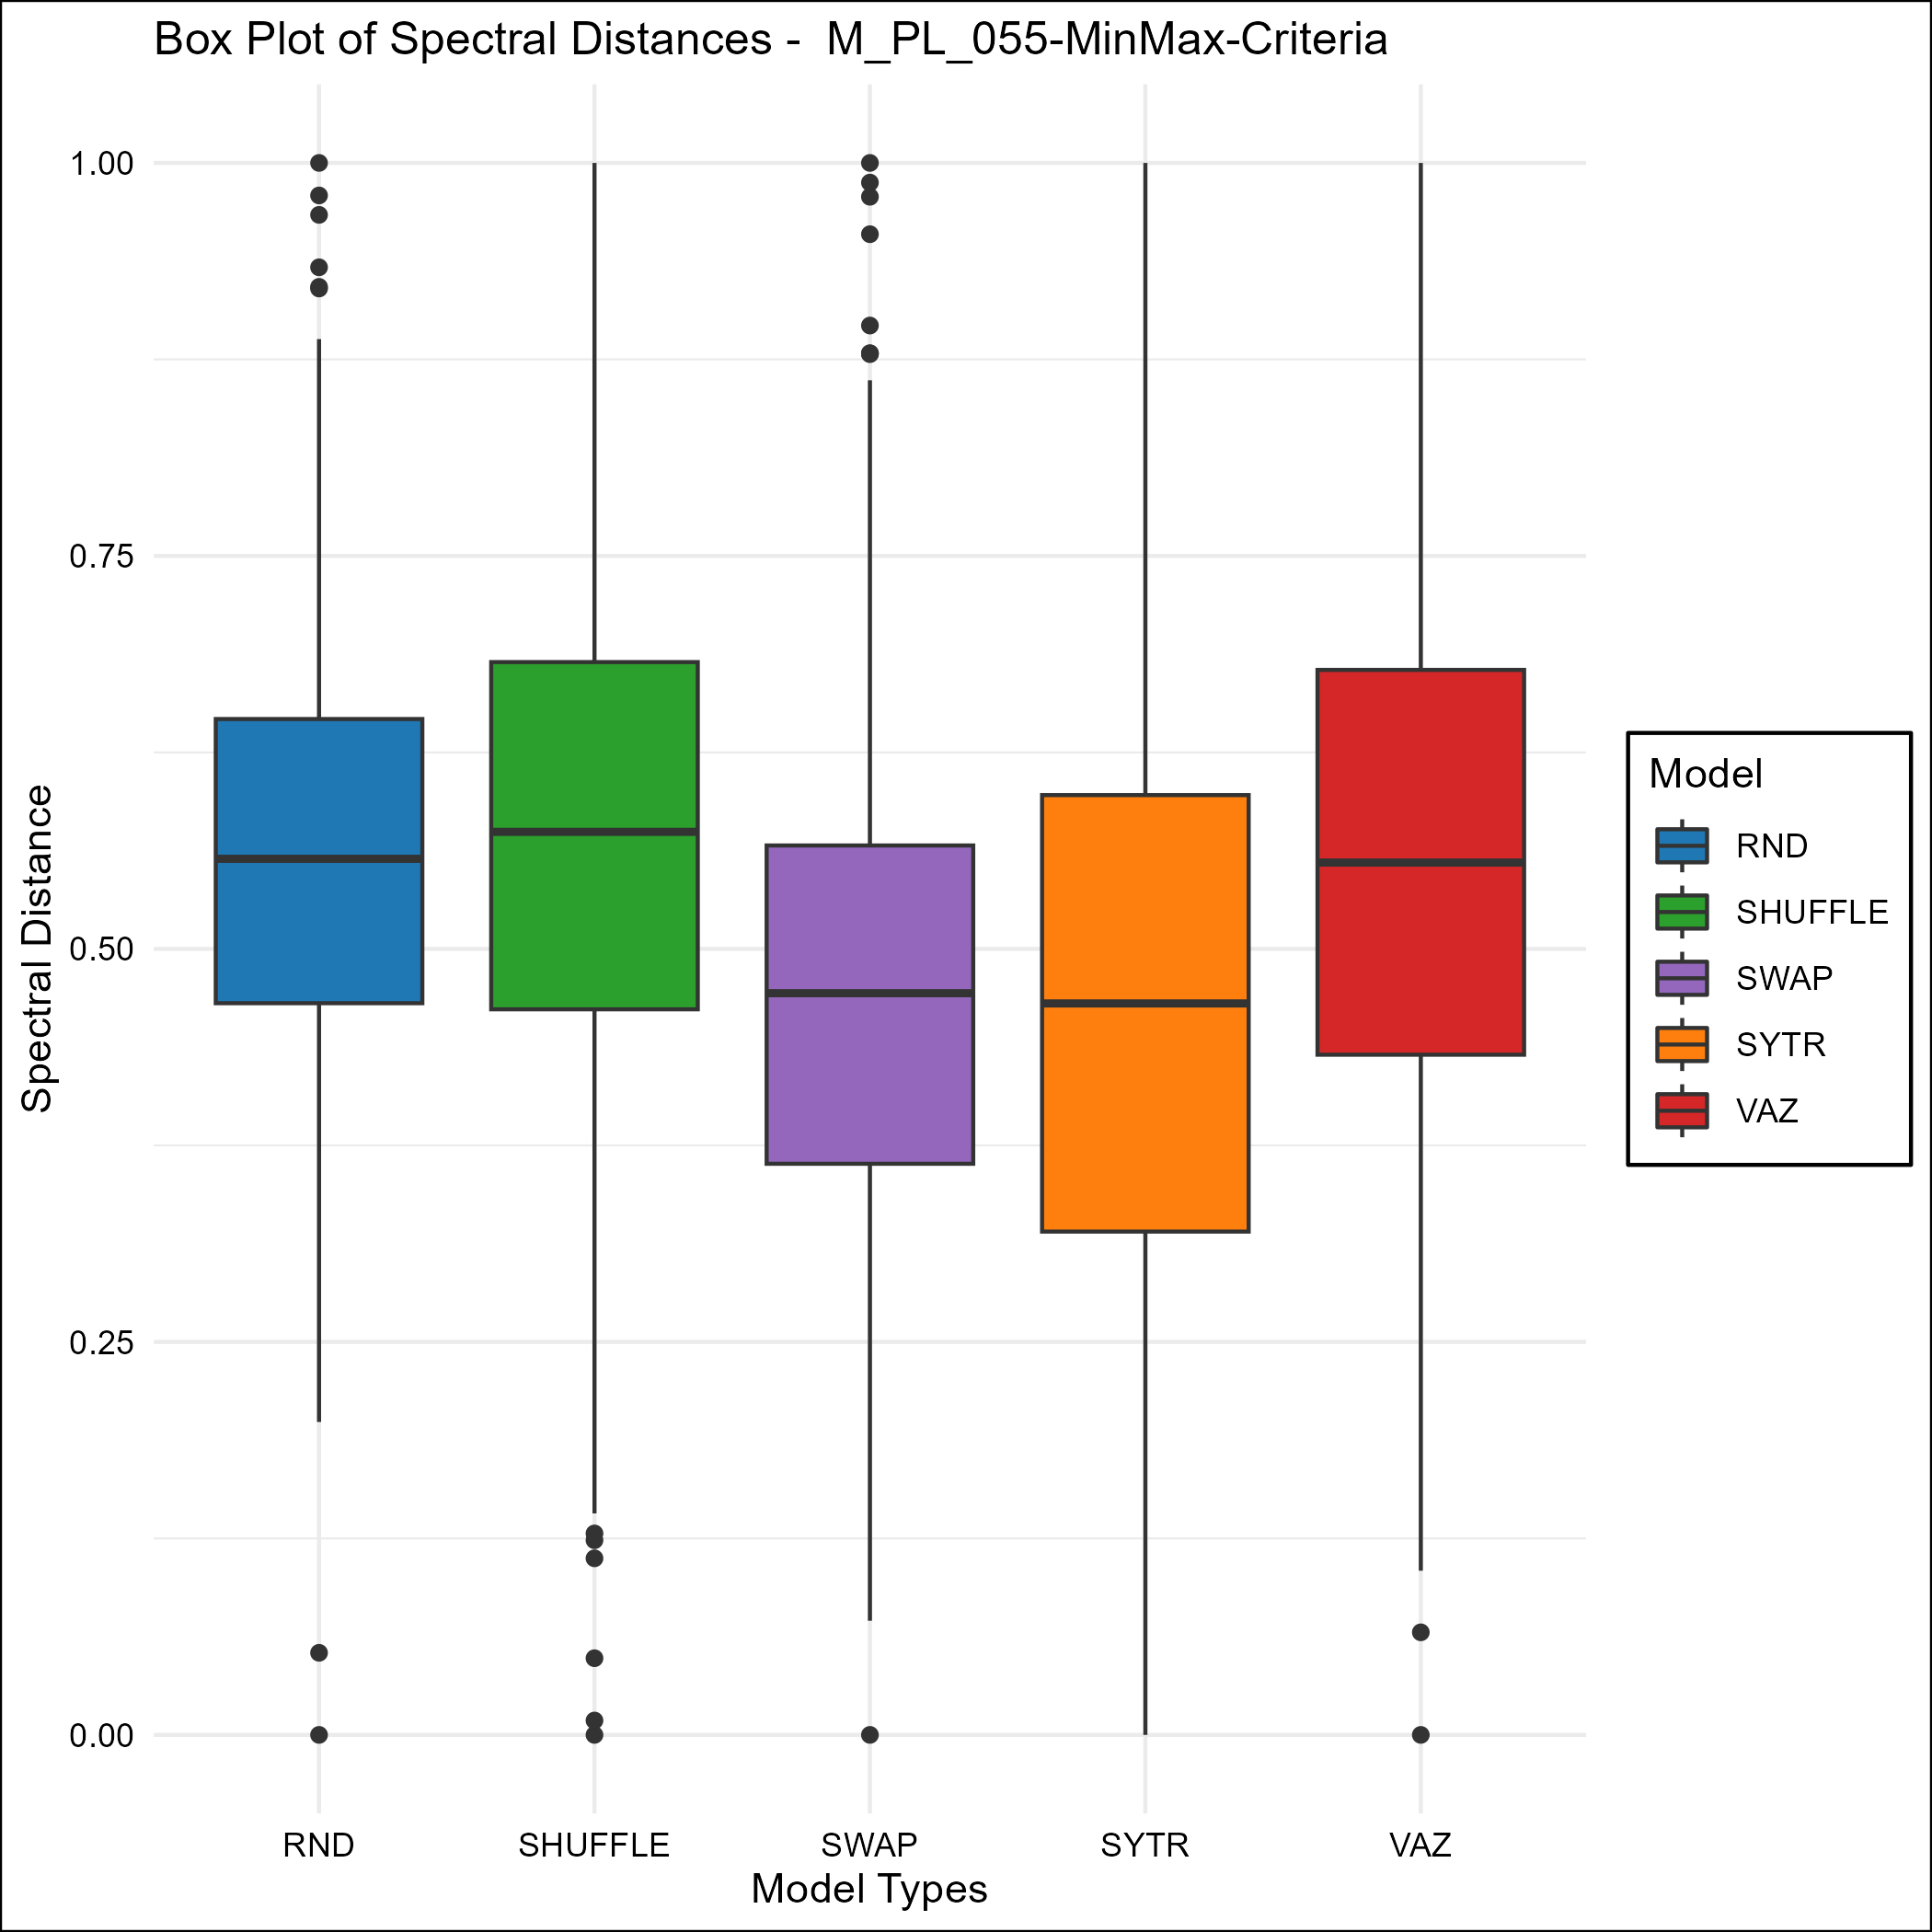 Box Plot of Spectral Distances -  M_PL_055-MinMax-Criteria
1.00
0.75
0.50
0.25
0.00
Spectral Distance
RND
SHUFFLE
SWAP
SYTR
VAZ
Model Types
Model
RND
SHUFFLE
SWAP
SYTR
VAZ